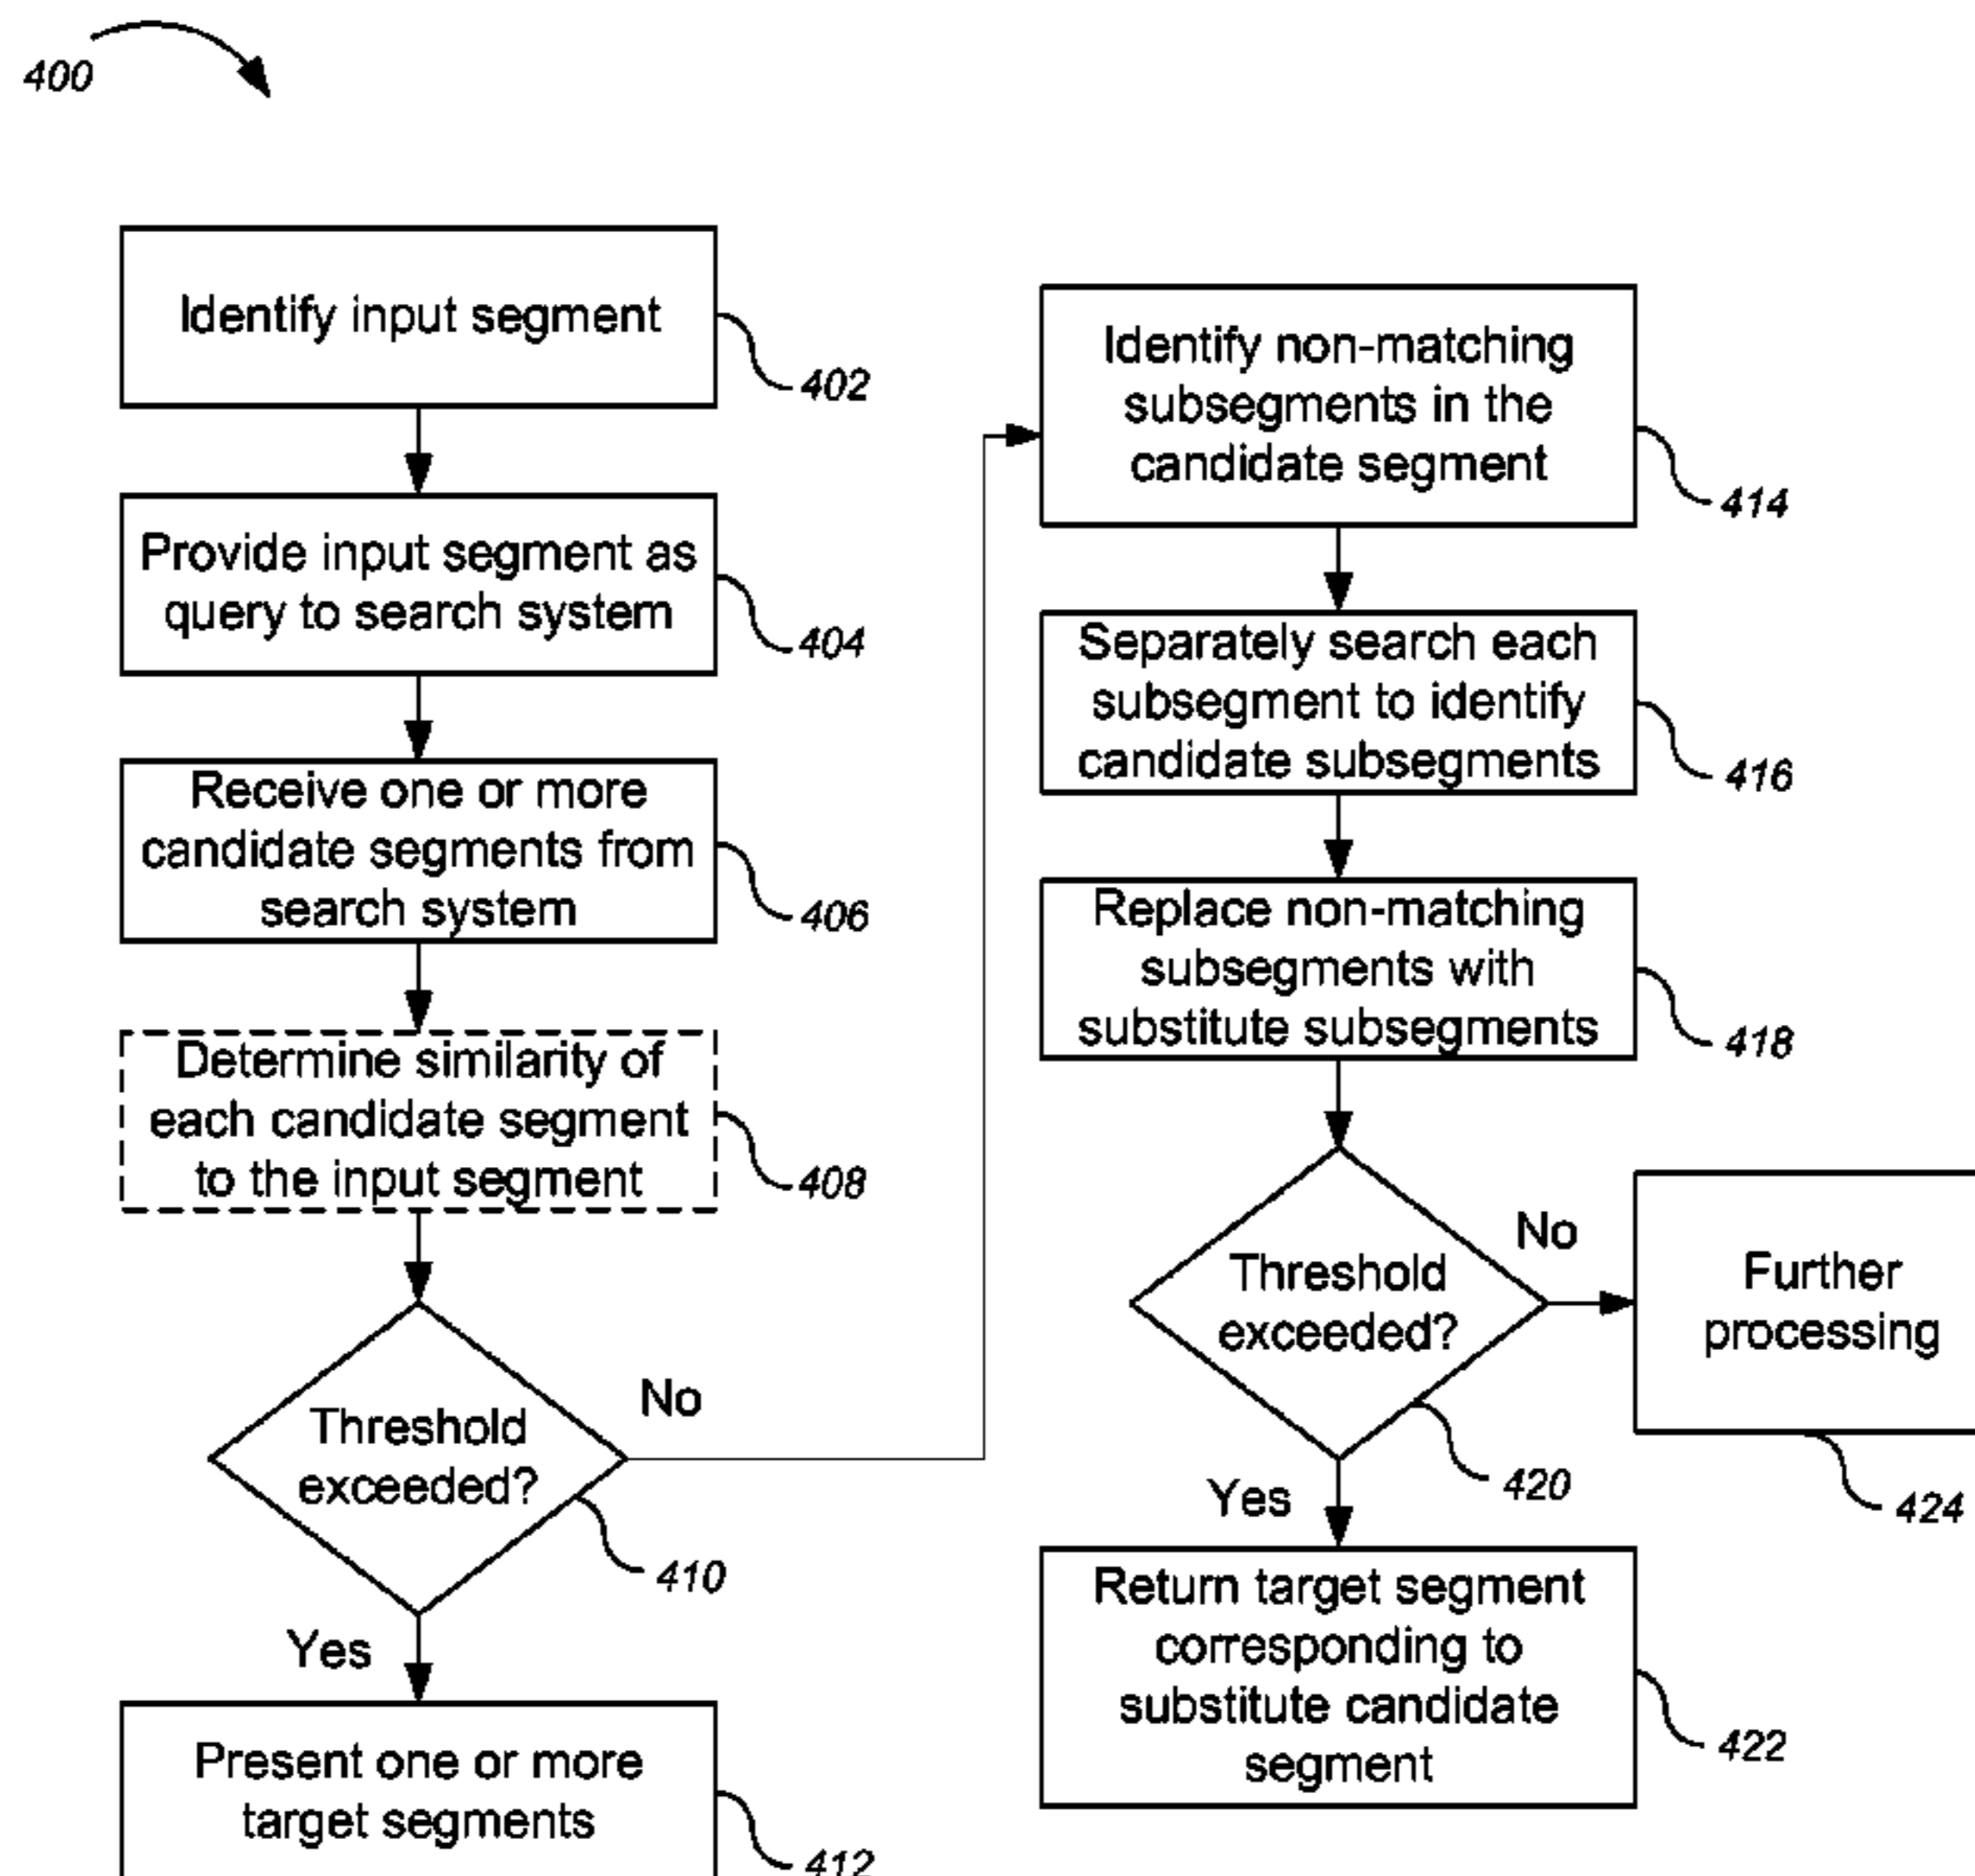 400
Identify input segment
402
Provide input segment as
query to search system
404
Receive one or more
candidate segments from
search system
406
Determine similarity of
each candidate segment
to the input segment
408
Threshold
exceeded?
No
410
Yes
Present one or more
target segments
412
Identify non-matching
subsegments in the
candidate segment
414
Separately search each
subsegment to identify
candidate subsegments
416
Replace non-matching
subsegments with
substitute subsegments
418
Threshold
exceeded?
No
420
Further
processing
424
Yes
Return target segment
corresponding to
substitute candidate
segment
422